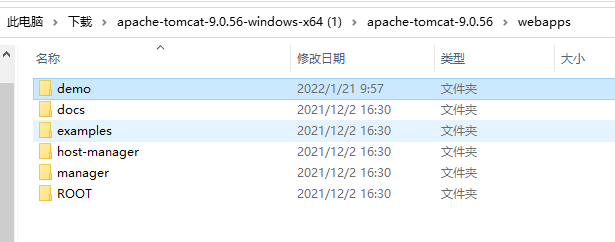 此电脑 › 下载 › apache-tomcat-9.0.56-windows-x64 (1) › apache-tomcat-9.0.56 › webapps
名称 修改日期 类型 大小
demo 2022/1/21 9:57 文件夹
docs 2021/12/2 16:30 文件夹
examples 2021/12/2 16:30 文件夹
host-manager 2021/12/2 16:30 文件夹
manager 2021/12/2 16:30 文件夹
ROOT 2021/12/2 16:30 文件夹